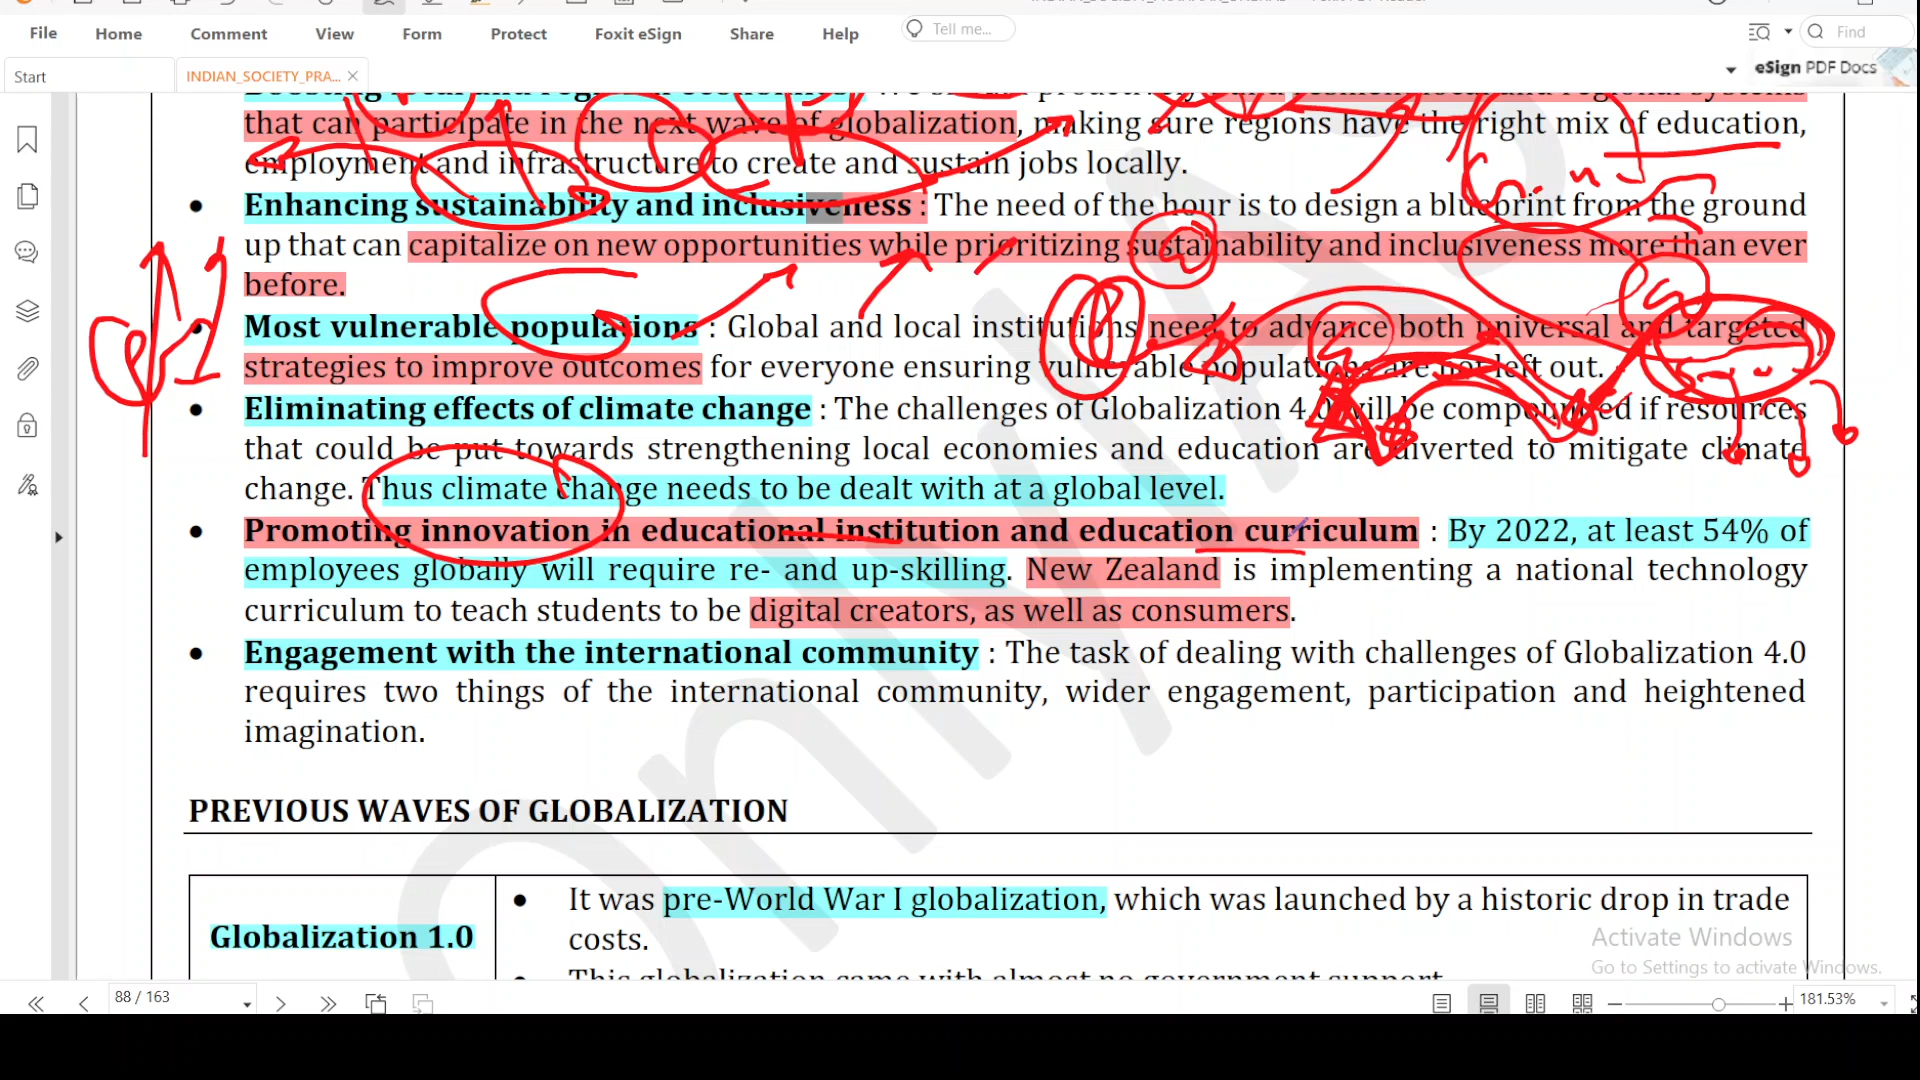 File Home Comment View Form Protect Foxit eSign Share Help Tell me... Find
Start INDIAN_SOCIETY_PRA... eSign PDF Docs
that can participate in the next wave of globalization, making sure regions have the right mix of education,
employment and infrastructure to create and sustain jobs locally.
• Enhancing sustainability and inclusiveness : The need of the hour is to design a blueprint from the ground
up that can capitalize on new opportunities while prioritizing sustainability and inclusiveness more than ever
before.
• Most vulnerable populations : Global and local institutions need to advance both universal and targeted
strategies to improve outcomes for everyone ensuring vulnerable populations are not left out.
• Eliminating effects of climate change : The challenges of Globalization 4.0 will be compounded if resources
that could be put towards strengthening local economies and education are diverted to mitigate climate
change. Thus climate change needs to be dealt with at a global level.
• Promoting innovation in educational institution and education curriculum : By 2022, at least 54% of
employees globally will require re- and up-skilling. New Zealand is implementing a national technology
curriculum to teach students to be digital creators, as well as consumers.
• Engagement with the international community : The task of dealing with challenges of Globalization 4.0
requires two things of the international community, wider engagement, participation and heightened
imagination.
PREVIOUS WAVES OF GLOBALIZATION
• It was pre-World War I globalization, which was launched by a historic drop in trade
Globalization 1.0
costs.
• This globalization came with almost no government support
Activate Windows
Go to Settings to activate Windows.
88 / 163 181.53%